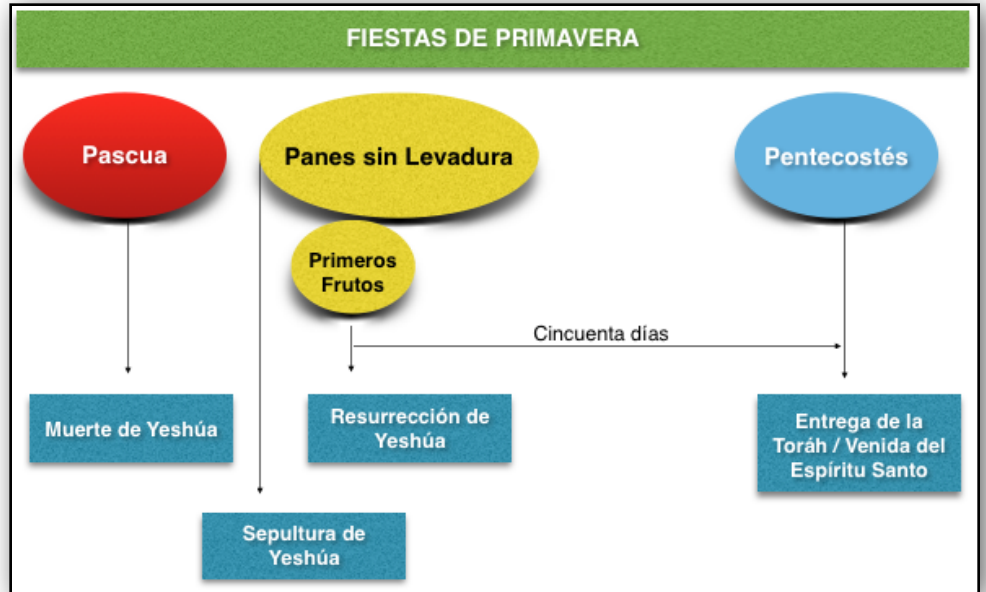 FIESTAS DE PRIMAVERA
Pascua
Panes sin Levadura
Pentecostés
Primeros
Frutos
Cincuenta días
Muerte de Yeshúa
Resurrección de
Yeshúa
Entrega de la
Toráh / Venida del
Espíritu Santo
Sepultura de
Yeshúa